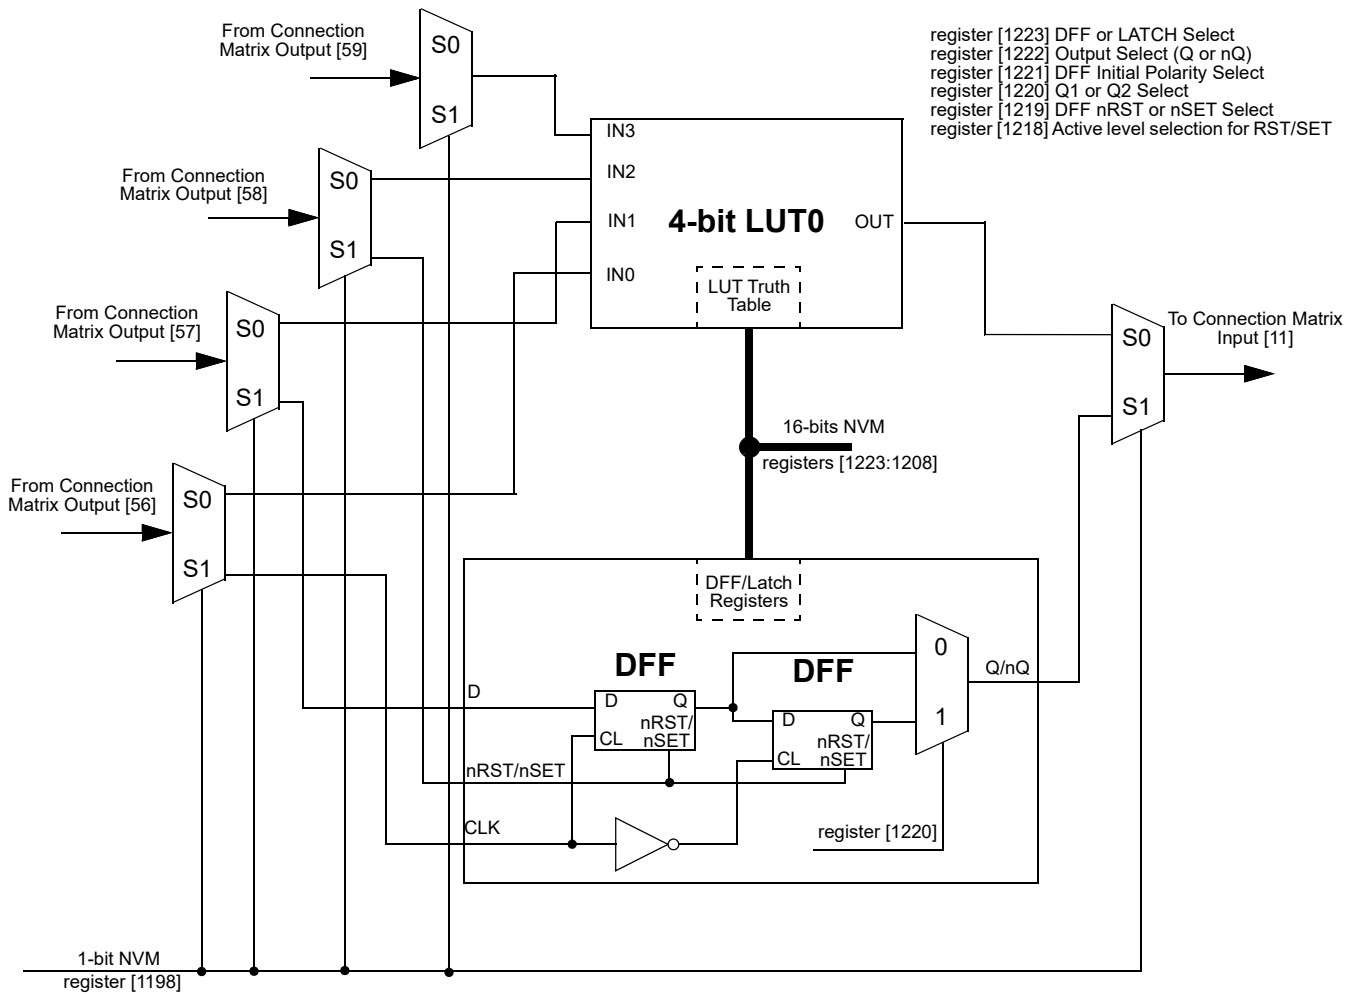 From Connection
Matrix Output [59]
S0
S1
register [1223] DFF or LATCH Select
register [1222] Output Select (Q or nQ)
register [1221] DFF Initial Polarity Select
register [1220] Q1 or Q2 Select
register [1219] DFF nRST or nSET Select
register [1218] Active level selection for RST/SET
From Connection
Matrix Output [58]
S0
S1
IN3
IN2
IN1
IN0
4-bit LUT0
OUT
LUT Truth
Table
From Connection
Matrix Output [57]
S0
S1
To Connection Matrix
Input [11]
S0
S1
16-bits NVM
registers [1223:1208]
From Connection
Matrix Output [56]
S0
S1
DFF/Latch
Registers
DFF
DFF
0
1
Q/nQ
D
D
Q
nRST/
nSET
CL
D
Q
nRST/
nSET
CL
nRST/nSET
CLK
register [1220]
1-bit NVM
register [1198]